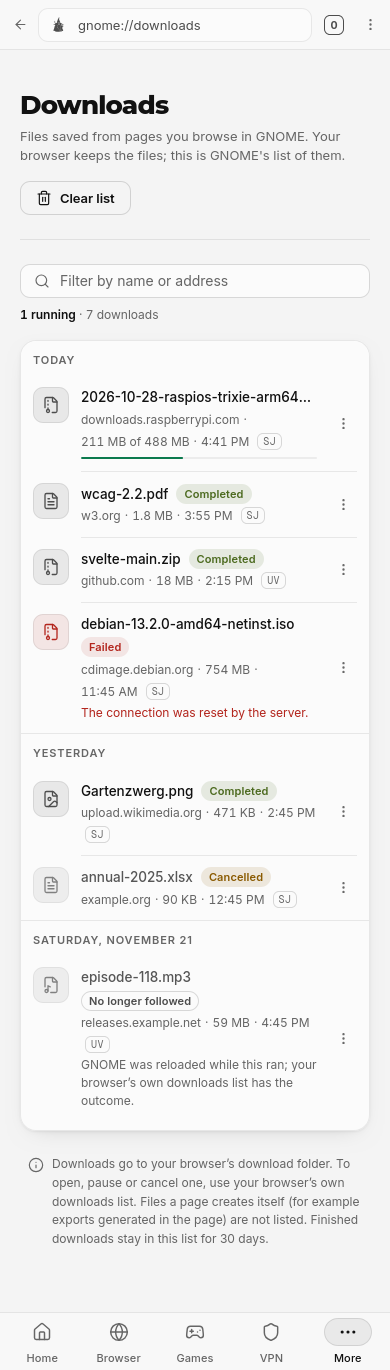 gnome://downloads
0
Downloads
Files saved from pages you browse in GNOME. Your
browser keeps the files; this is GNOME's list of them.
Clear list
Filter by name or address
1 running · 7 downloads
TODAY
2026-10-28-raspios-trixie-arm64...
downloads.raspberrypi.com ·
211 MB of 488 MB · 4:41 PM SJ
wcag-2.2.pdf Completed
w3.org · 1.8 MB · 3:55 PM SJ
svelte-main.zip Completed
github.com · 18 MB · 2:15 PM UV
debian-13.2.0-amd64-netinst.iso
Failed
cdimage.debian.org · 754 MB ·
11:45 AM SJ
The connection was reset by the server.
YESTERDAY
Gartenzwerg.png Completed
upload.wikimedia.org · 471 KB · 2:45 PM
SJ
annual-2025.xlsx Cancelled
example.org · 90 KB · 12:45 PM SJ
SATURDAY, NOVEMBER 21
episode-118.mp3
No longer followed
releases.example.net · 59 MB · 4:45 PM
UV
GNOME was reloaded while this ran; your
browser’s own downloads list has the
outcome.
Downloads go to your browser’s download folder. To
open, pause or cancel one, use your browser’s own
downloads list. Files a page creates itself (for example
exports generated in the page) are not listed. Finished
downloads stay in this list for 30 days.
Home Browser Games VPN More